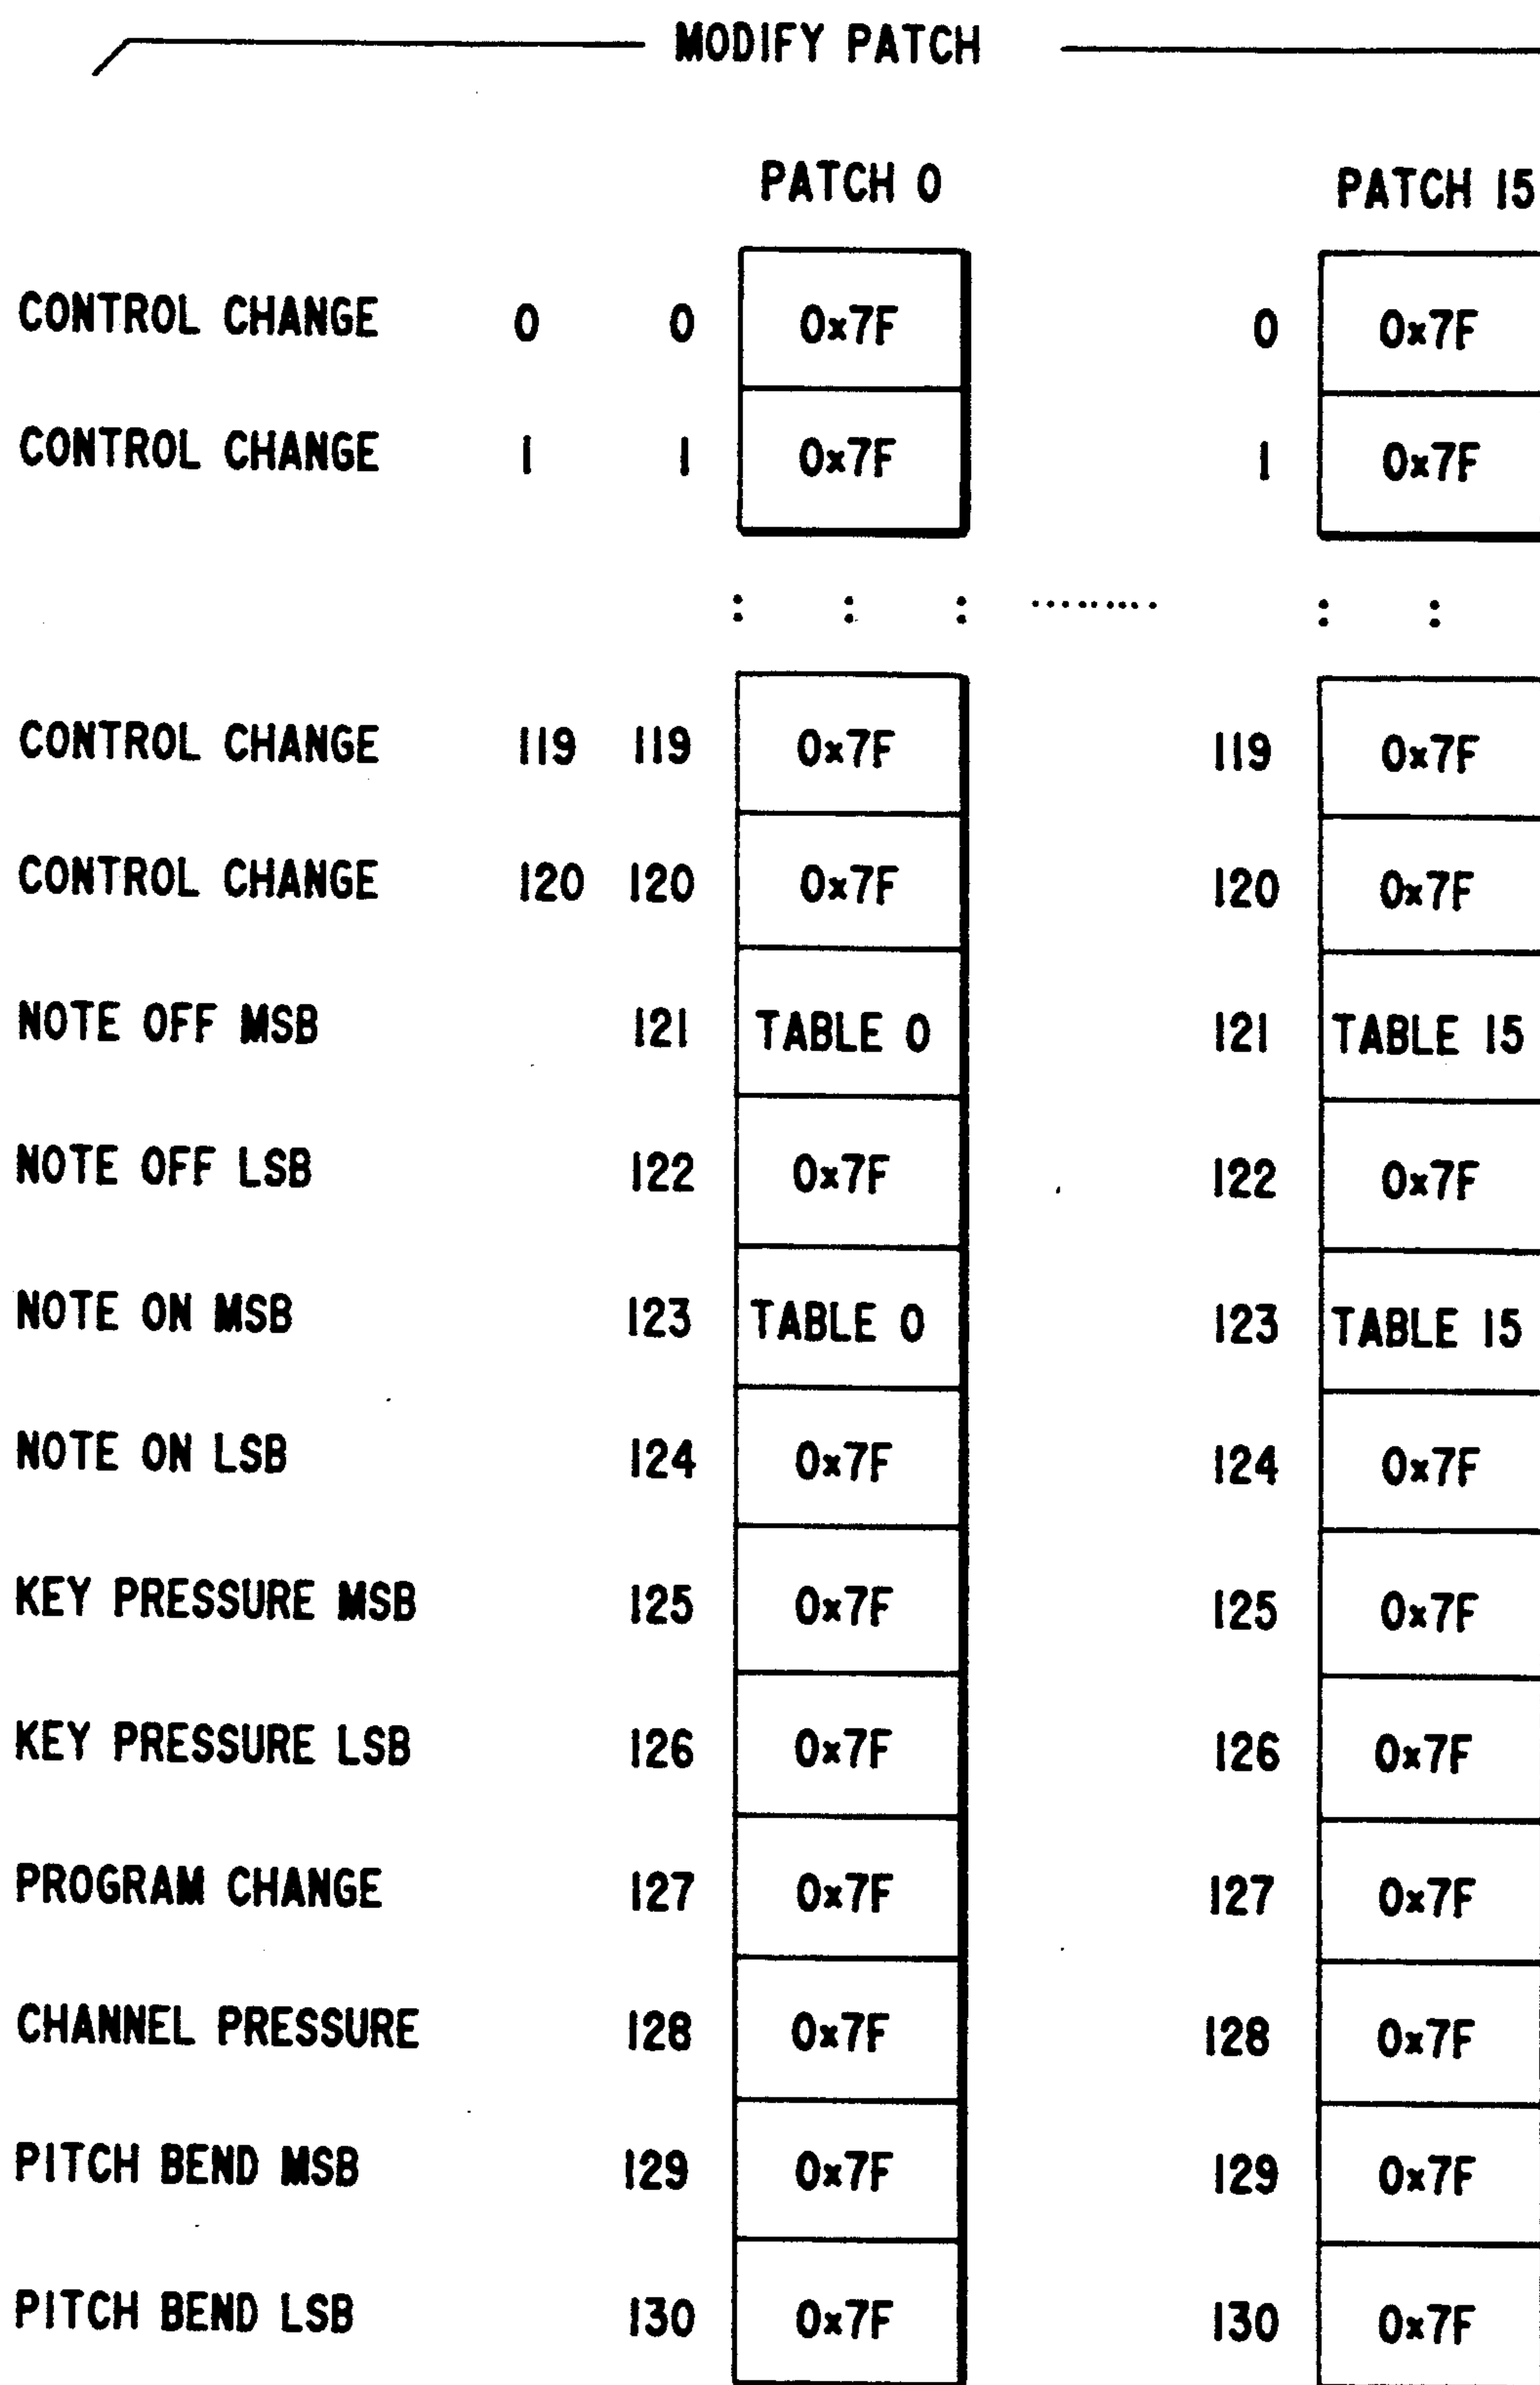 MODIFY PATCH
PATCH 0 PATCH 15
CONTROL CHANGE 0 0 0x7F 0 0x7F
CONTROL CHANGE 1 1 0x7F 1 0x7F
: : : ......... : :
CONTROL CHANGE 119 119 0x7F 119 0x7F
CONTROL CHANGE 120 120 0x7F 120 0x7F
NOTE OFF MSB 121 TABLE 0 121 TABLE 15
NOTE OFF LSB 122 0x7F 122 0x7F
NOTE ON MSB 123 TABLE 0 123 TABLE 15
NOTE ON LSB 124 0x7F 124 0x7F
KEY PRESSURE MSB 125 0x7F 125 0x7F
KEY PRESSURE LSB 126 0x7F 126 0x7F
PROGRAM CHANGE 127 0x7F 127 0x7F
CHANNEL PRESSURE 128 0x7F 128 0x7F
PITCH BEND MSB 129 0x7F 129 0x7F
PITCH BEND LSB 130 0x7F 130 0x7F